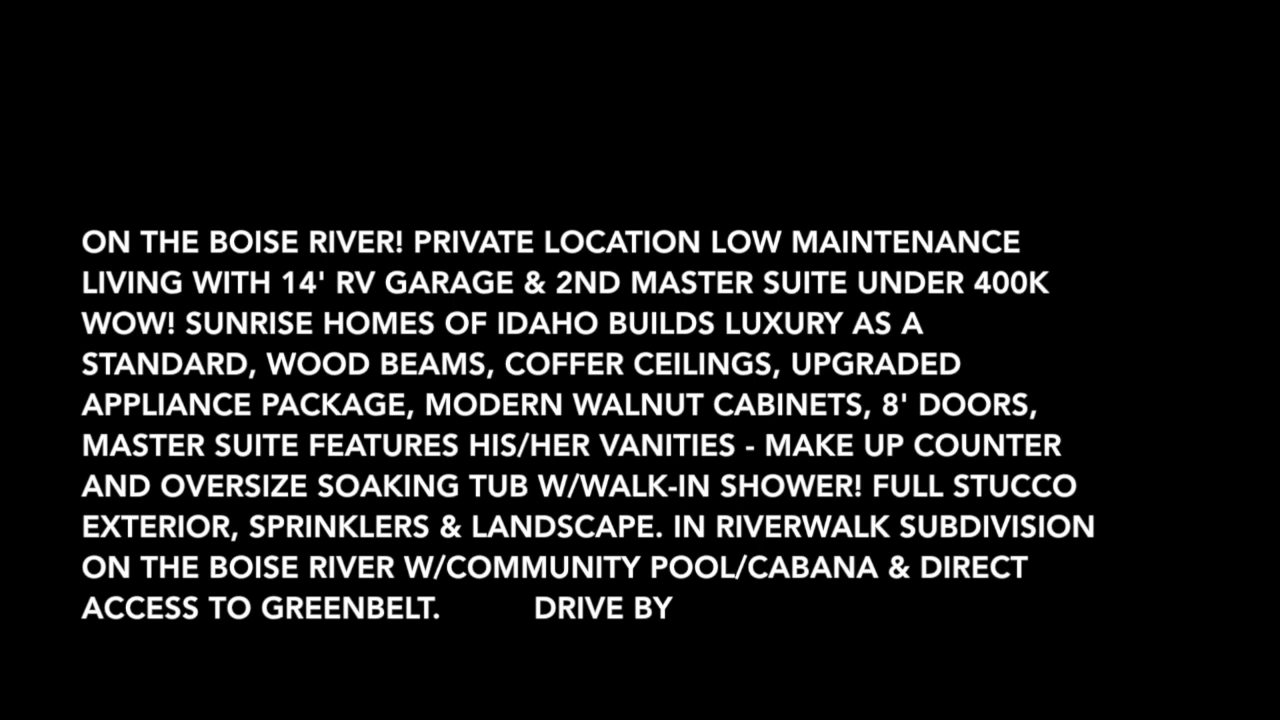 ON THE BOISE RIVER! PRIVATE LOCATION LOW MAINTENANCE
LIVING WITH 14' RV GARAGE & 2ND MASTER SUITE UNDER 400K
WOW! SUNRISE HOMES OF IDAHO BUILDS LUXURY AS A
STANDARD, WOOD BEAMS, COFFER CEILINGS, UPGRADED
APPLIANCE PACKAGE, MODERN WALNUT CABINETS, 8' DOORS,
MASTER SUITE FEATURES HIS/HER VANITIES - MAKE UP COUNTER
AND OVERSIZE SOAKING TUB W/WALK-IN SHOWER! FULL STUCCO
EXTERIOR, SPRINKLERS & LANDSCAPE. IN RIVERWALK SUBDIVISION
ON THE BOISE RIVER W/COMMUNITY POOL/CABANA & DIRECT
ACCESS TO GREENBELT. DRIVE BY